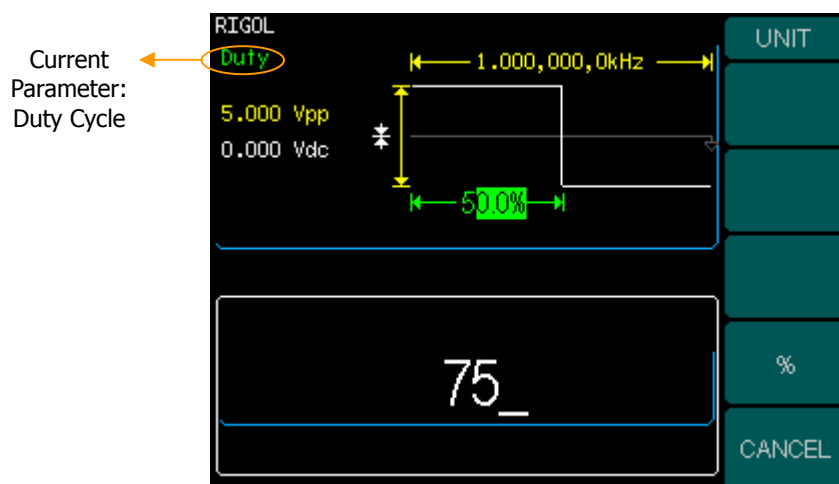 RIGOL
UNIT
Duty
Current
Parameter:
Duty Cycle
1.000,000,0kHz
5.000 Vpp
0.000 Vdc
50.0%
75_
%
CANCEL